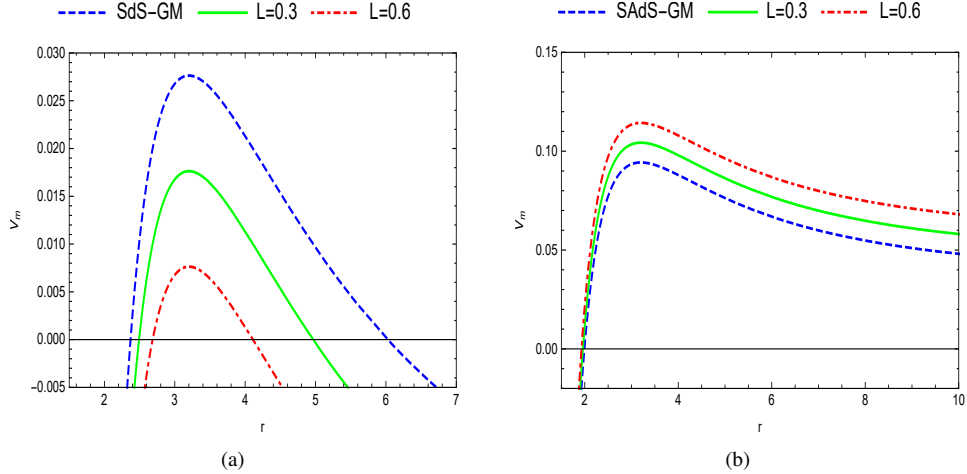 SdS-GM L=0.3 L=0.6
0.030
0.025
0.020
0.015
0.010
0.005
0.000
-0.005
V_m
2 3 4 5 6 7
r
(a)
SAdS-GM L=0.3 L=0.6
0.15
0.10
0.05
0.00
V_m
2 4 6 8 10
r
(b)